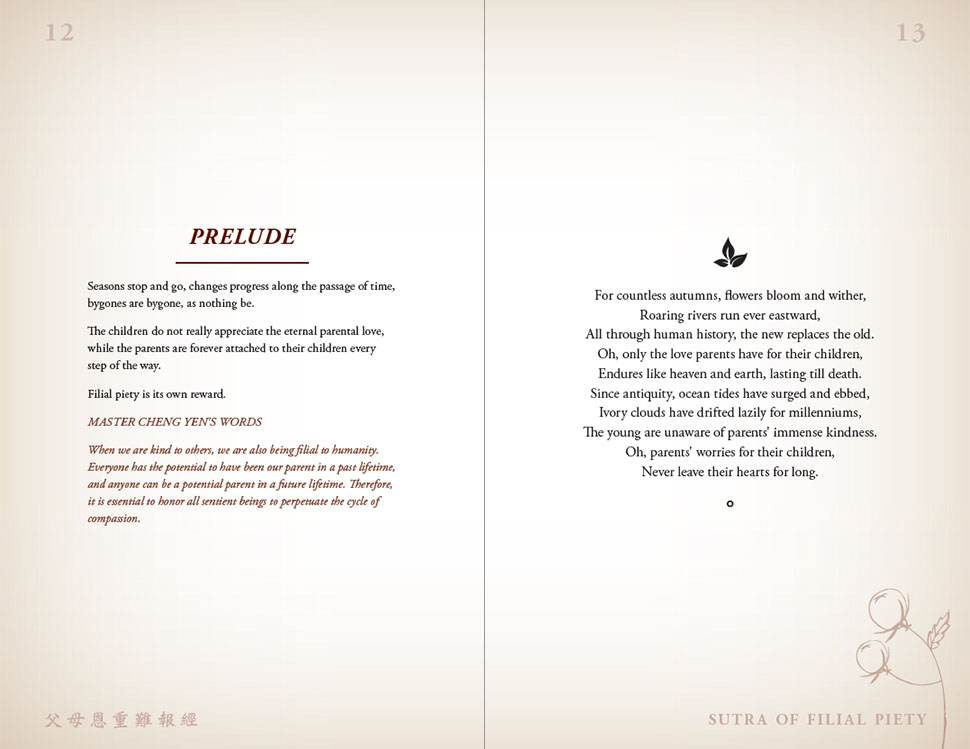 12
PRELUDE
Seasons stop and go, changes progress along the passage of time,
bygones are bygone, as nothing be.
The children do not really appreciate the eternal parental love,
while the parents are forever attached to their children every
step of the way.
Filial piety is its own reward.
MASTER CHENG YEN'S WORDS
When we are kind to others, we are also being filial to humanity.
Everyone has the potential to have been our parent in a past lifetime,
and anyone can be a potential parent in a future lifetime. Therefore,
it is essential to honor all sentient beings to perpetuate the cycle of
compassion.
父母恩重難報經
13
For countless autumns, flowers bloom and wither,
Roaring rivers run ever eastward,
All through human history, the new replaces the old.
Oh, only the love parents have for their children,
Endures like heaven and earth, lasting till death.
Since antiquity, ocean tides have surged and ebbed,
Ivory clouds have drifted lazily for millenniums,
The young are unaware of parents' immense kindness.
Oh, parents' worries for their children,
Never leave their hearts for long.
SUTRA OF FILIAL PIETY